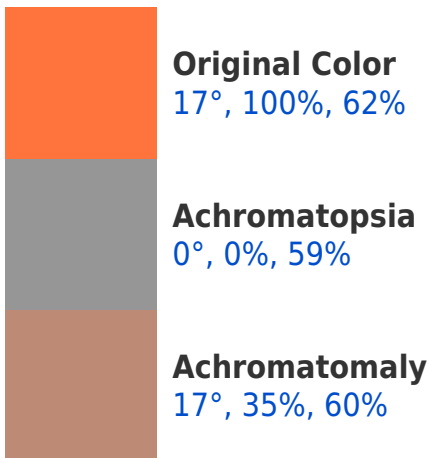 Original Color
17°, 100%, 62%
Achromatopsia
0°, 0%, 59%
Achromatomaly
17°, 35%, 60%